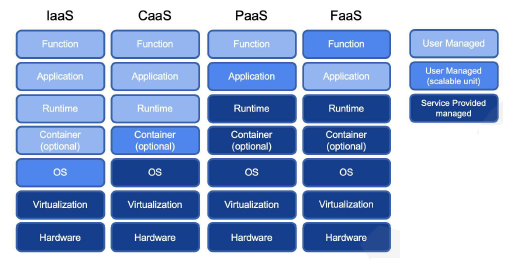 IaaS CaaS PaaS FaaS
Function Function Function Function User Managed
Application Application Application Application User Managed
(scalable unit)
Runtime Runtime Runtime Runtime Service Provided
managed
Container Container Container Container
(optional) (optional) (optional) (optional)
OS OS OS OS
Virtualization Virtualization Virtualization Virtualization
Hardware Hardware Hardware Hardware